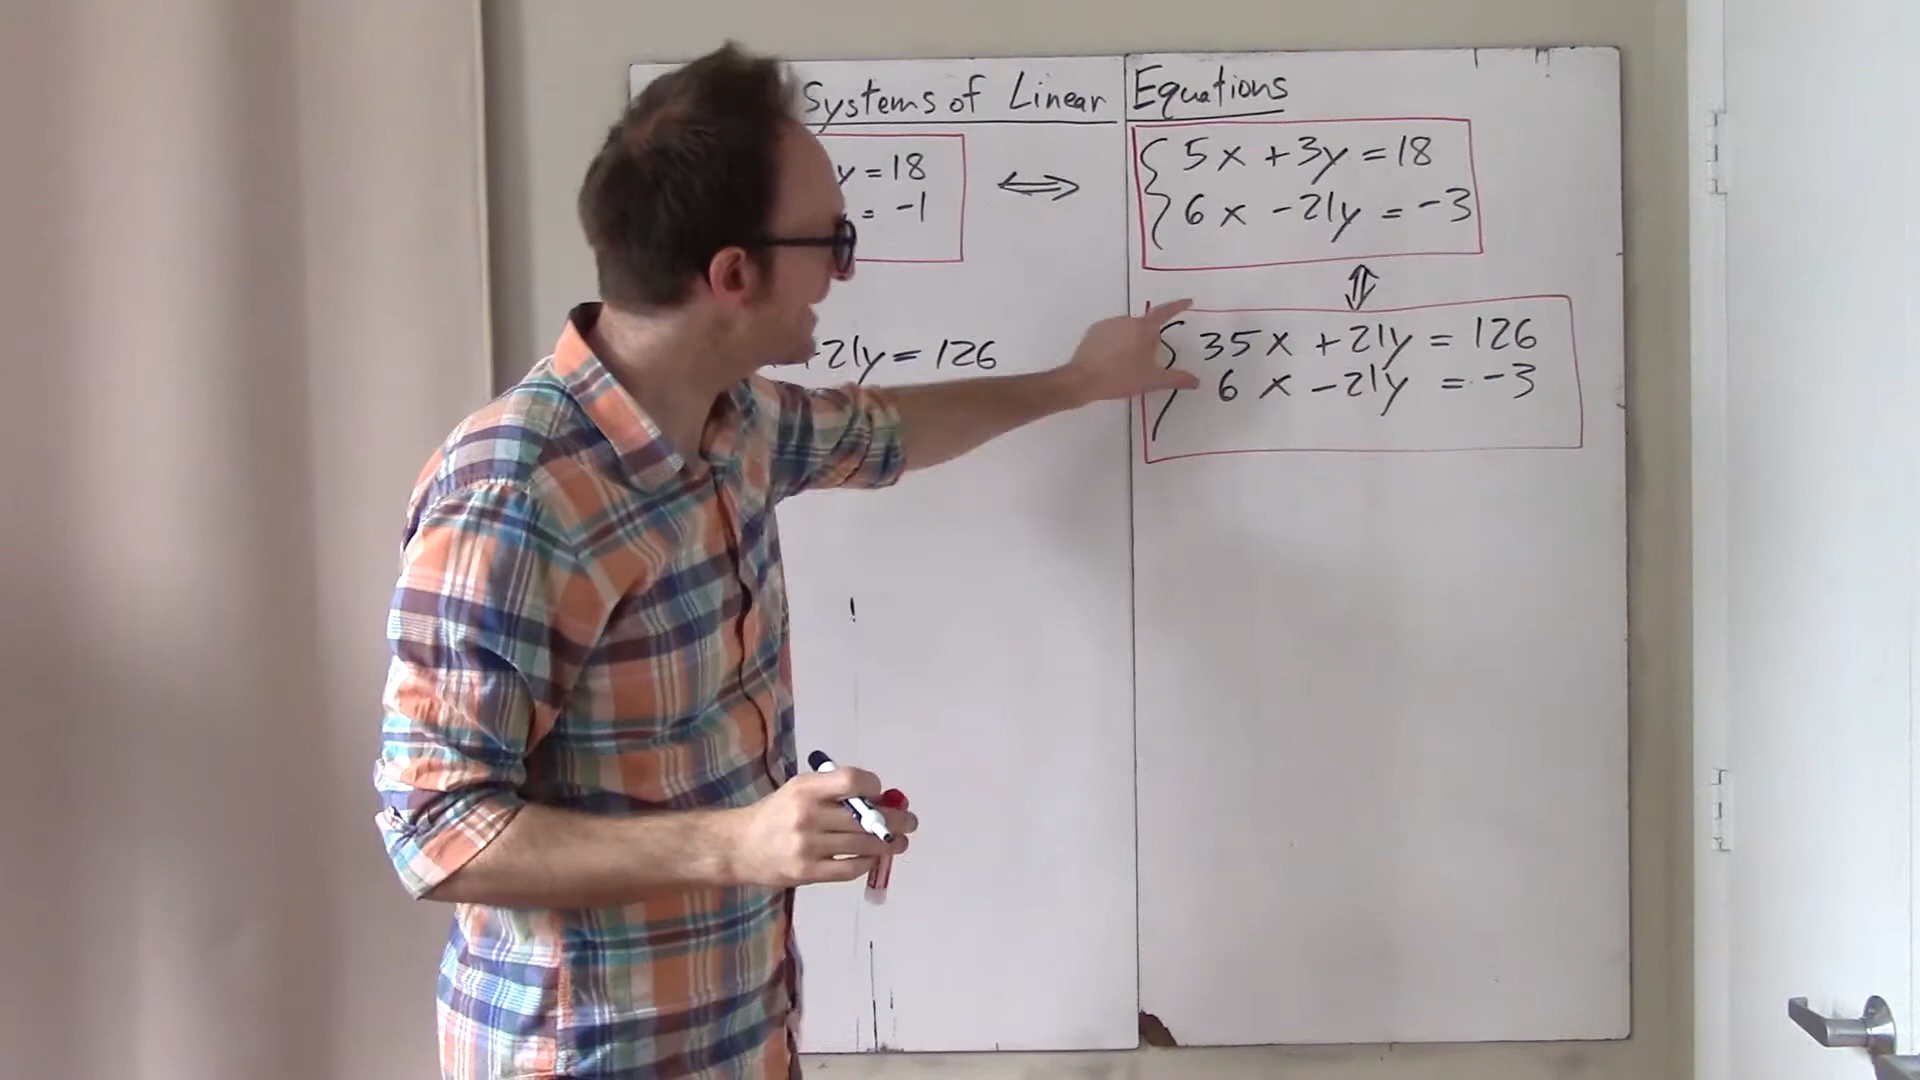 Systems of Linear Equations
y = 18
= -1
⟺
5x + 3y = 18
6x - 21y = -3
⇕
+21y = 126
35x + 21y = 126
6x - 21y = -3